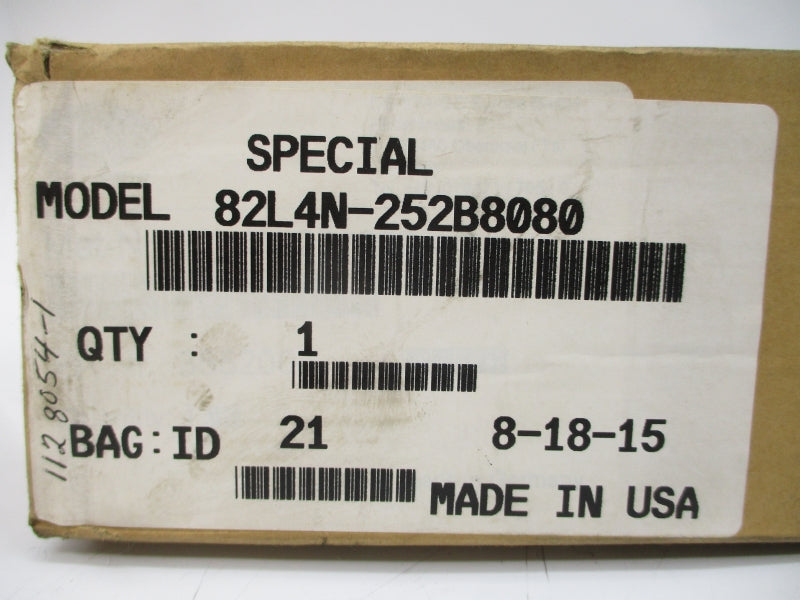 SPECIAL
MODEL 82L4N-252B8080
QTY : 1
BAG:ID 21 8-18-15
MADE IN USA
1128054-1